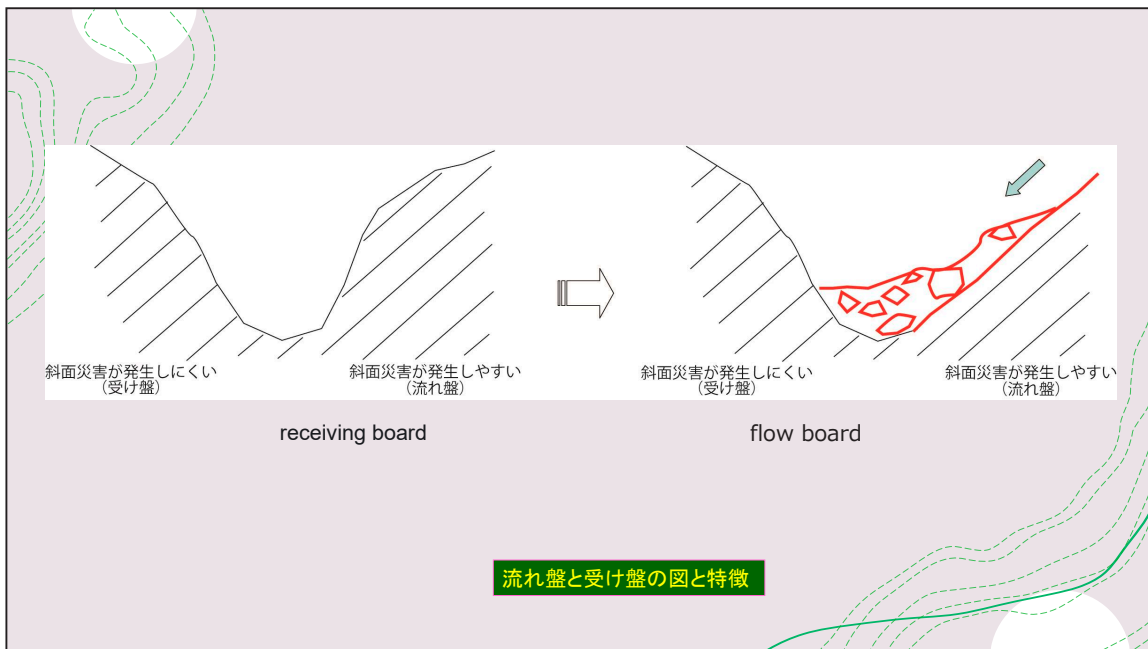 斜面災害が発生しにくい
（受け盤）
斜面災害が発生しやすい
（流れ盤）
斜面災害が発生しにくい
（受け盤）
斜面災害が発生しやすい
（流れ盤）
receiving board
flow board
流れ盤と受け盤の図と特徴